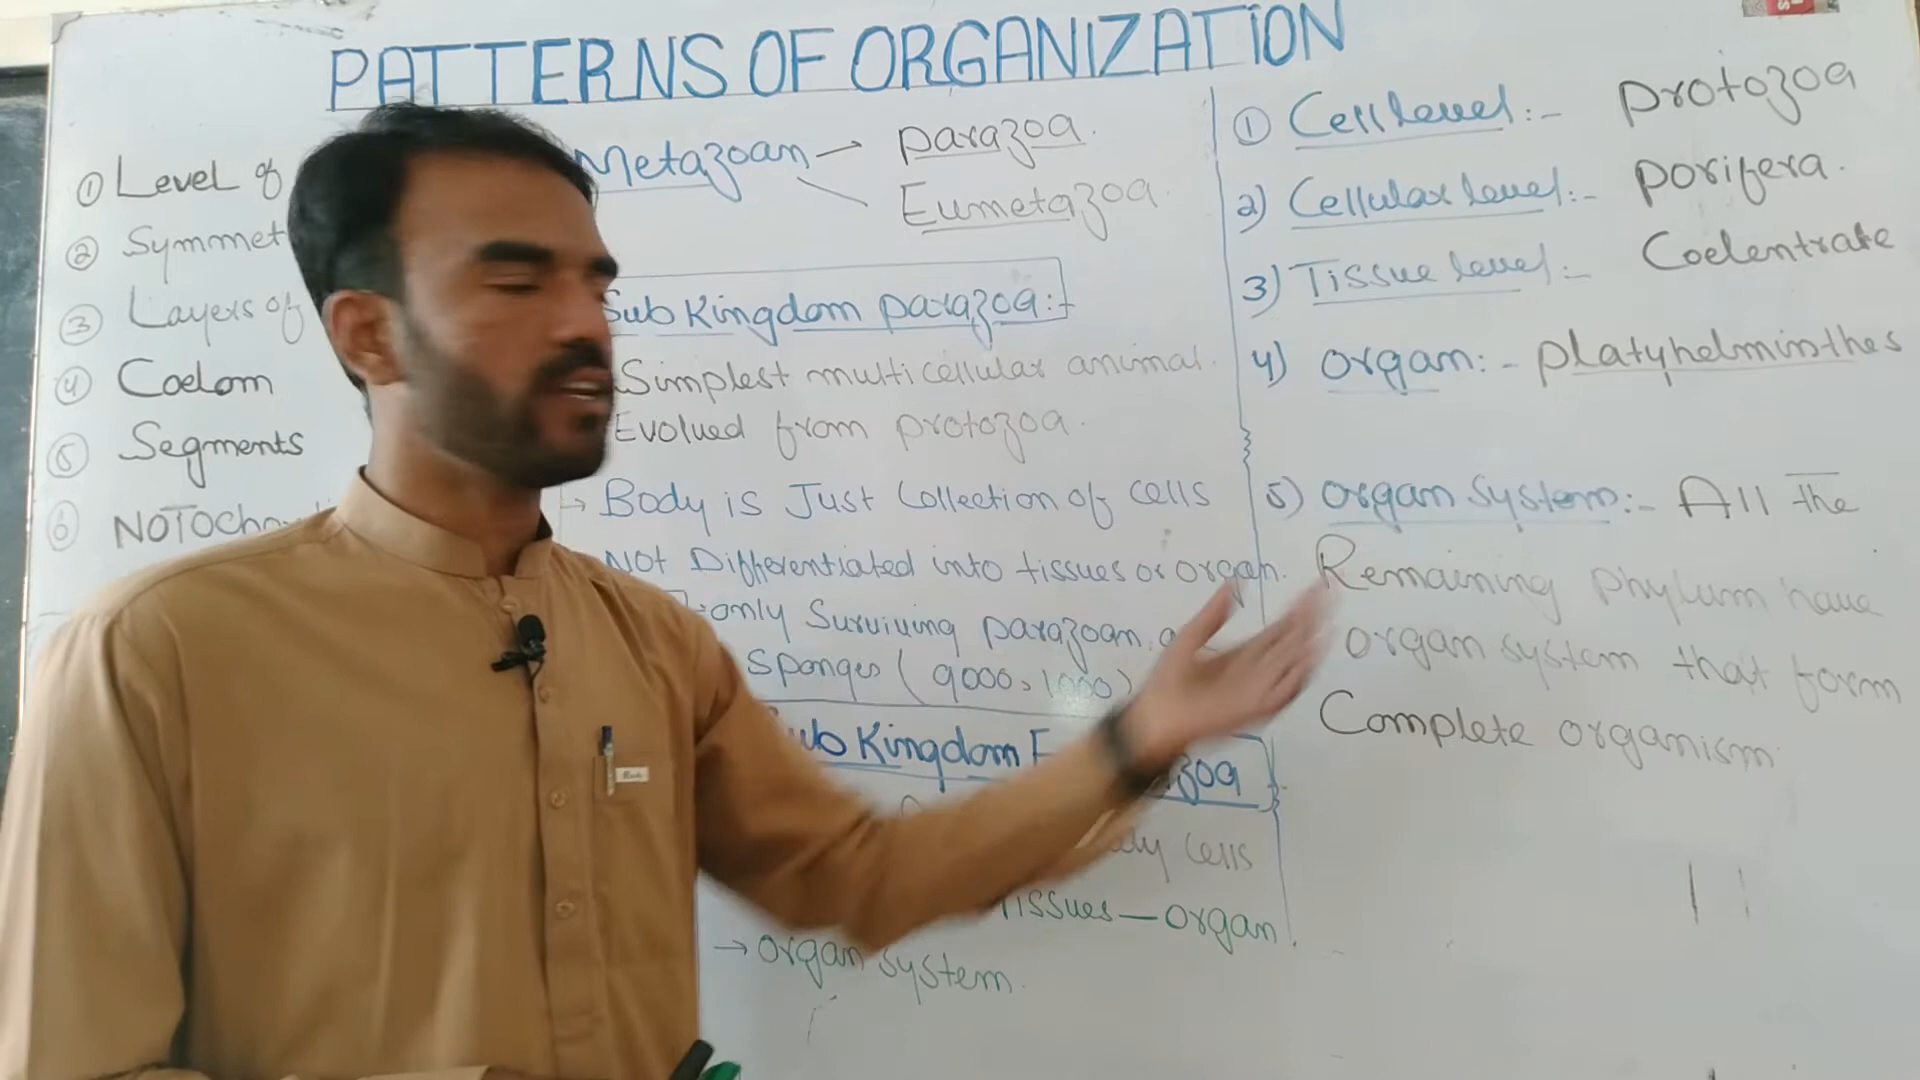 PATTERNS OF ORGANIZATION
① Level of
② Symmet
③ Layers of
④ Coelom
⑤ Segments
⑥ NOTOcho
Metazoan → parazoa.
Eumetazoa.
Sub Kingdom parazoa:-
Simplest multicellular animal.
Evolved from protozoa.
→ Body is Just Collection of cells
NOT Differentiated into tissues or organ.
only Surviving parazoan
Sponges (9000,
ub Kingdom E zoa
dy Cells
Tissues — organ.
→ organ system.
① Cell level:- protozoa
2) Cellular level:- porifera.
3) Tissue level:- Coelentrate
4) organ:- platyhelminthes
5) organ system:- All The
Remaining phylum have
organ system that form
Complete organism.